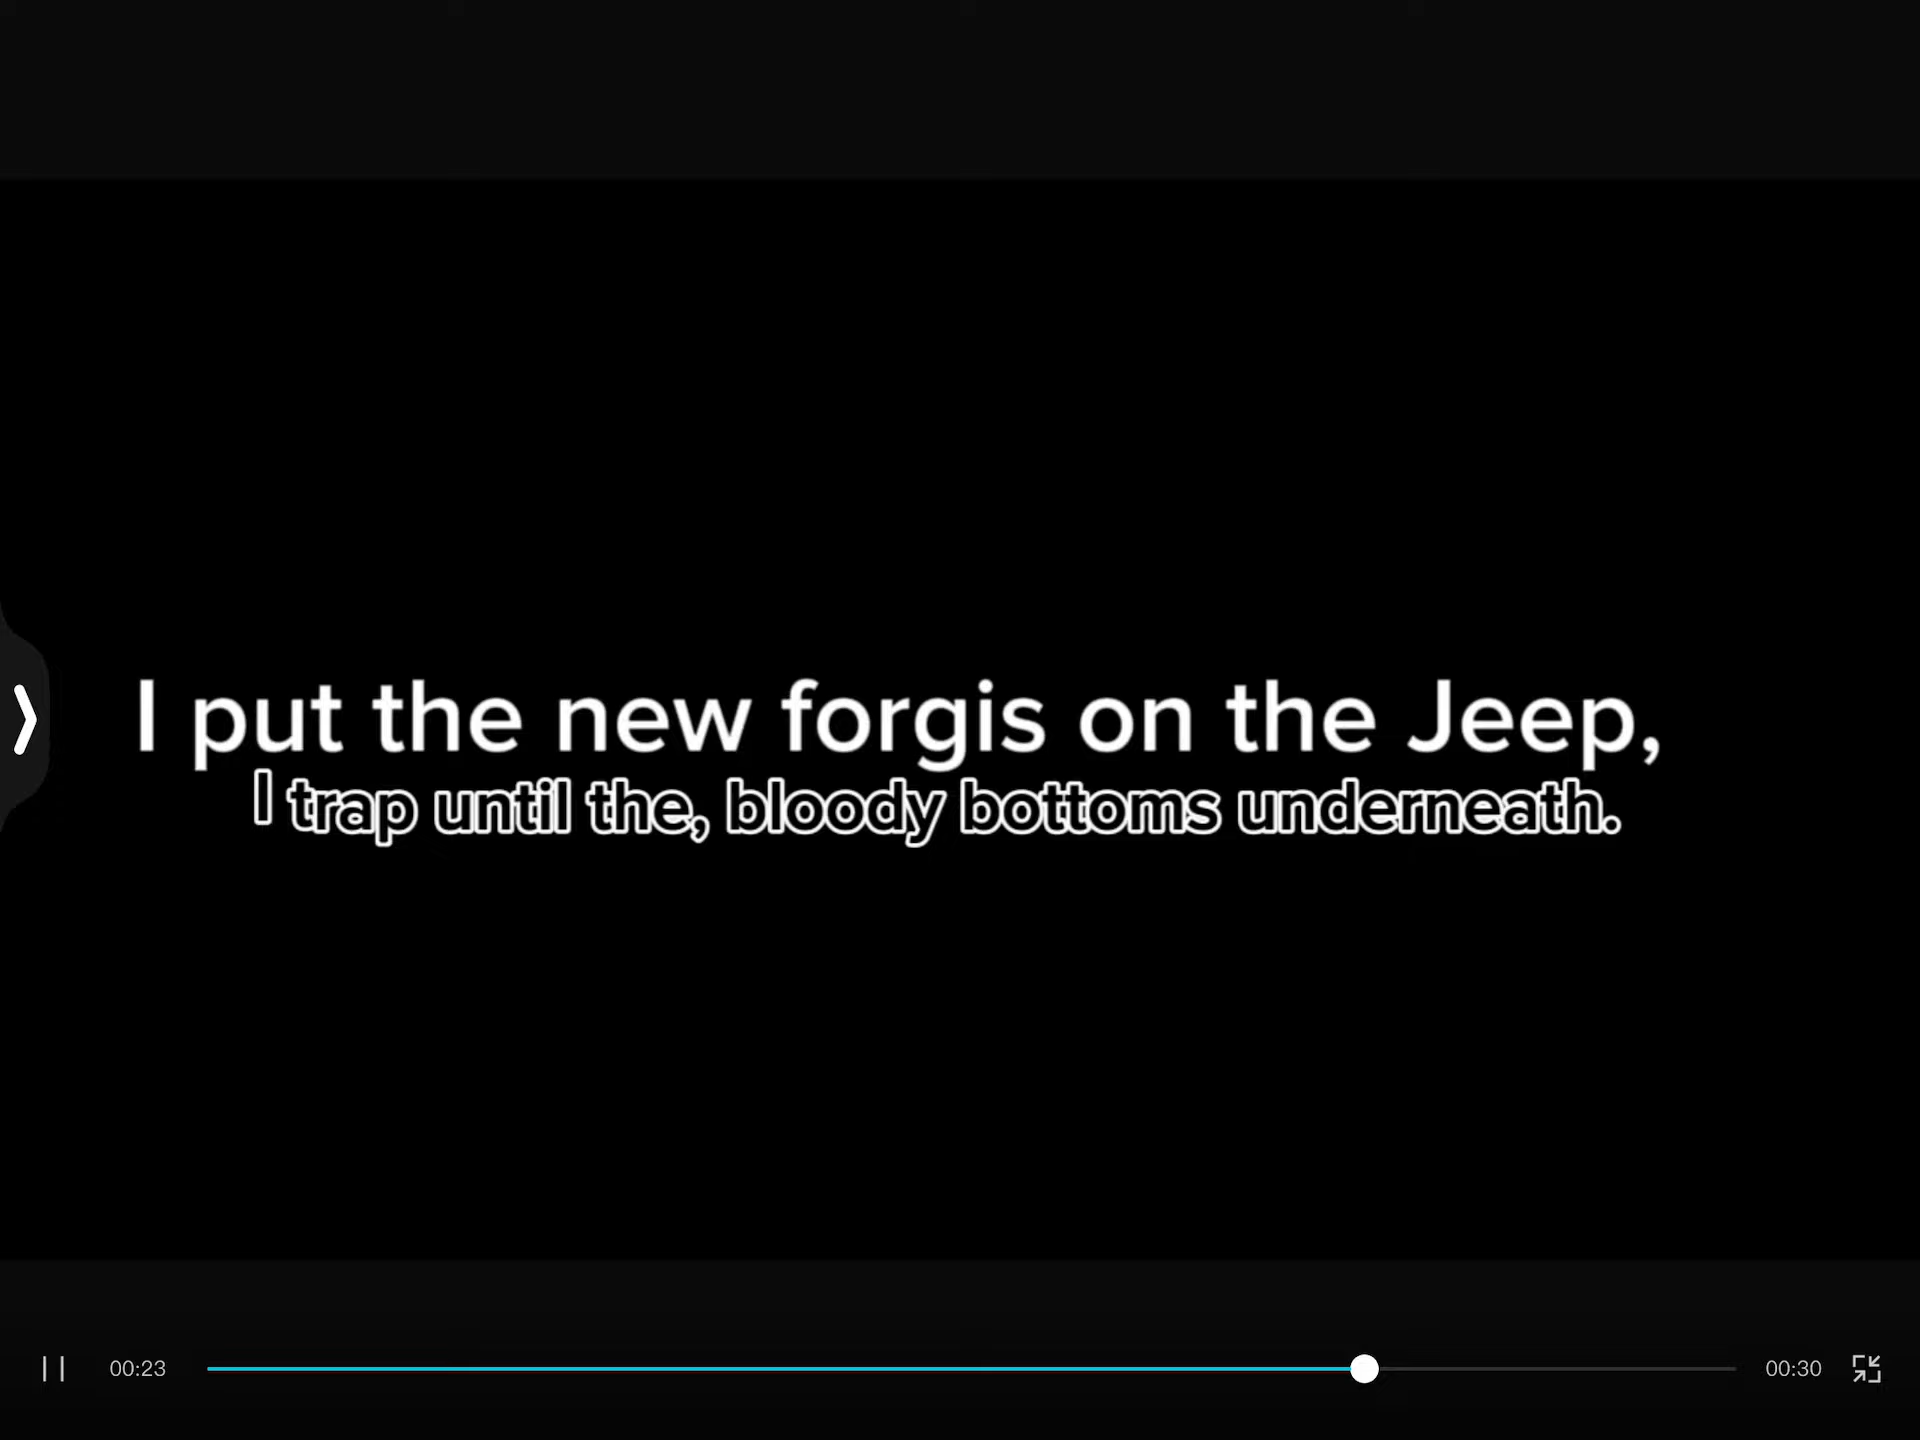 I put the new forgis on the Jeep,
I trap until the, bloody bottoms underneath.
00:23
00:30